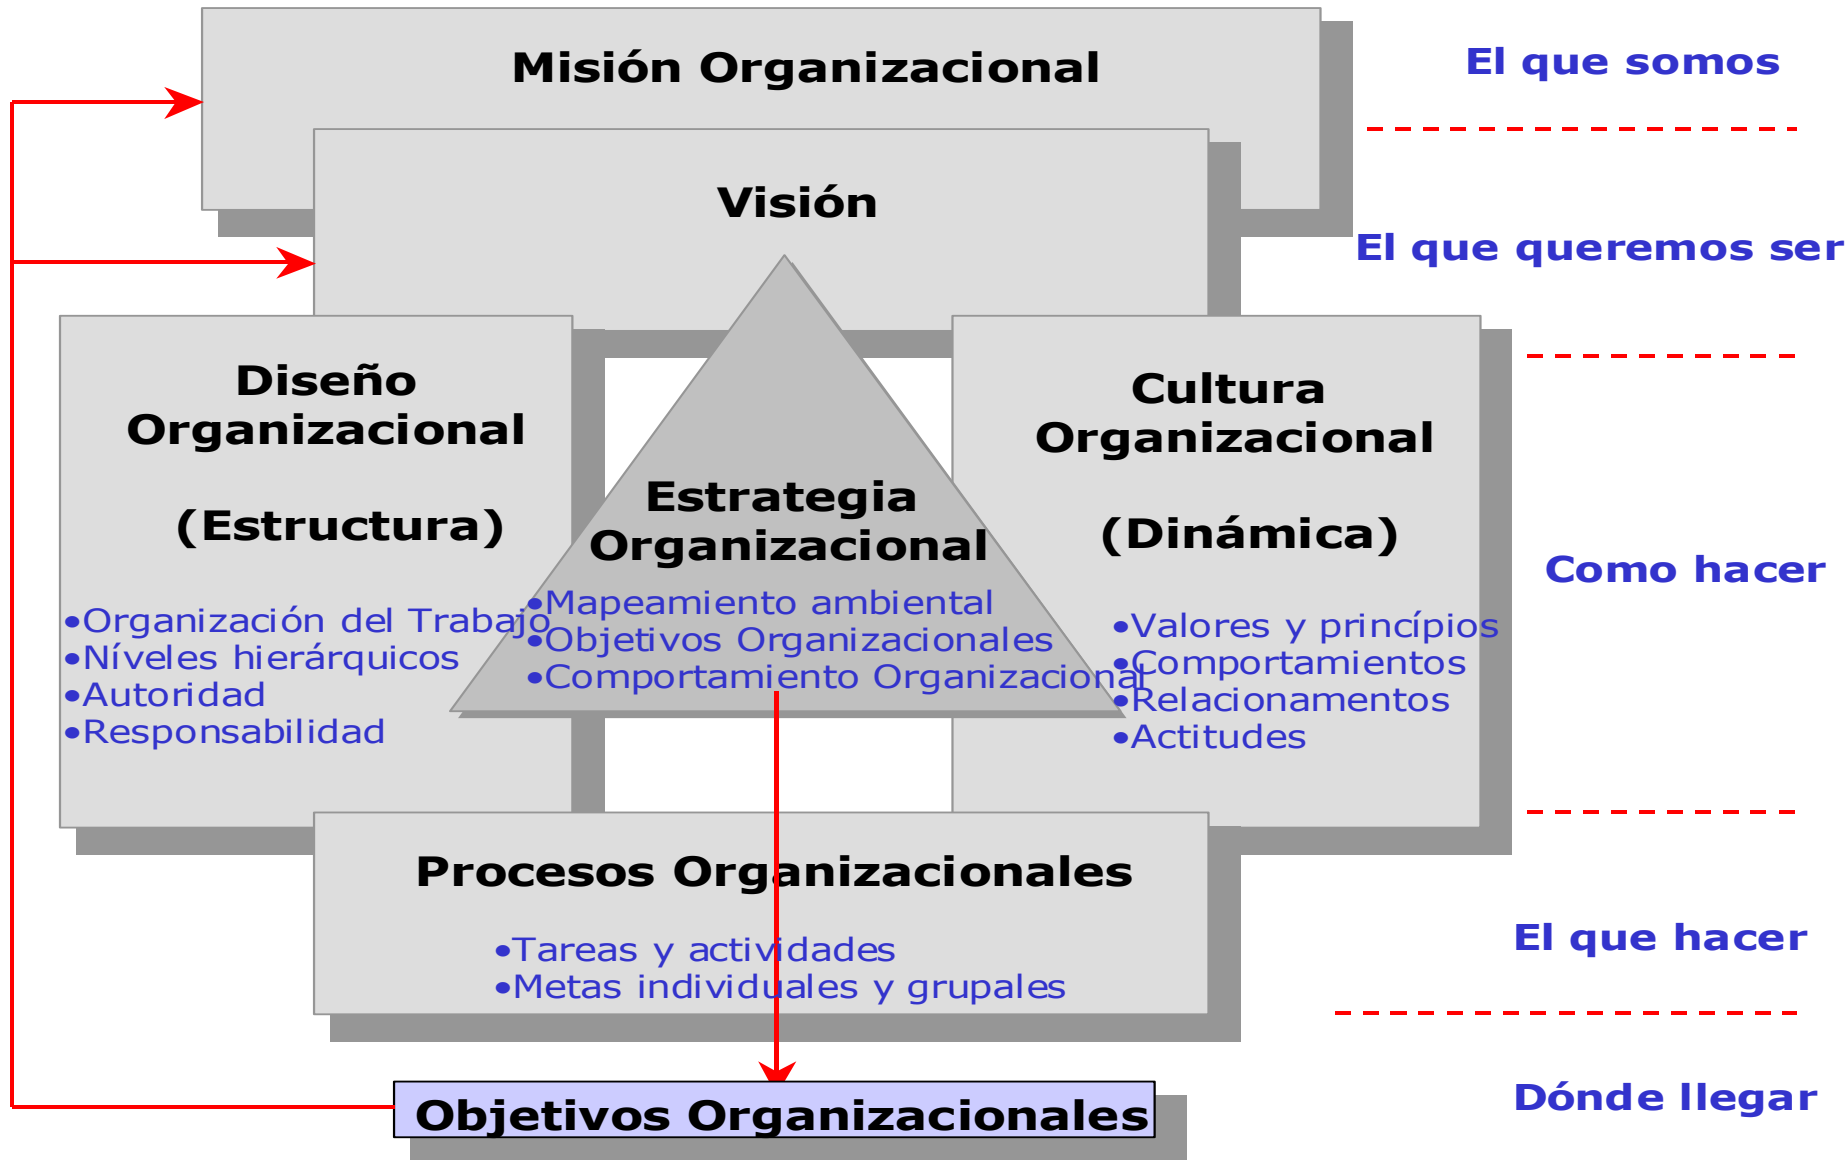 Misión Organizacional
El que somos
Visión
El que queremos ser
Diseño
Organizacional
(Estructura)
•Organización del Trabajo
•Níveles hierárquicos
•Autoridad
•Responsabilidad
Estrategia
Organizacional
•Mapeamiento ambiental
•Objetivos Organizacionales
•Comportamiento Organizacional
Cultura
Organizacional
(Dinámica)
•Valores y princípios
•Comportamientos
•Relacionamentos
•Actitudes
Como hacer
Procesos Organizacionales
•Tareas y actividades
•Metas individuales y grupales
El que hacer
Objetivos Organizacionales
Dónde llegar